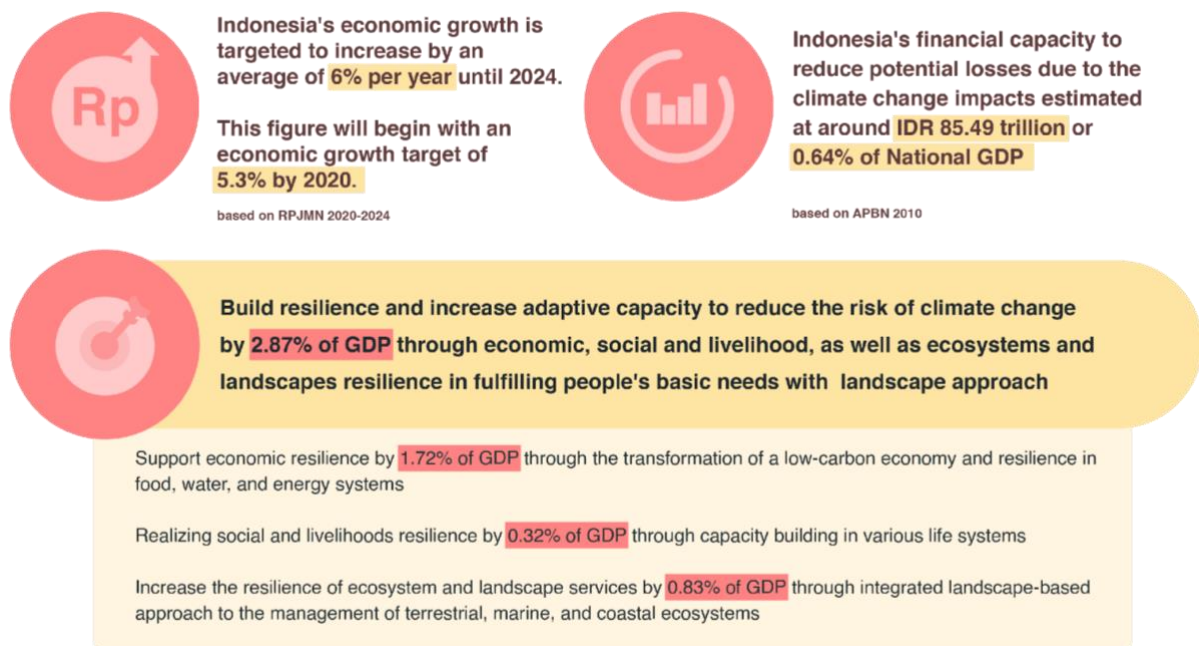 Rp
Indonesia's economic growth is
targeted to increase by an
average of 6% per year until 2024.
This figure will begin with an
economic growth target of
5.3% by 2020.
based on RPJMN 2020-2024
Indonesia's financial capacity to
reduce potential losses due to the
climate change impacts estimated
at around IDR 85.49 trillion or
0.64% of National GDP
based on APBN 2010
Build resilience and increase adaptive capacity to reduce the risk of climate change
by 2.87% of GDP through economic, social and livelihood, as well as ecosystems and
landscapes resilience in fulfilling people's basic needs with landscape approach
Support economic resilience by 1.72% of GDP through the transformation of a low-carbon economy and resilience in
food, water, and energy systems
Realizing social and livelihoods resilience by 0.32% of GDP through capacity building in various life systems
Increase the resilience of ecosystem and landscape services by 0.83% of GDP through integrated landscape-based
approach to the management of terrestrial, marine, and coastal ecosystems